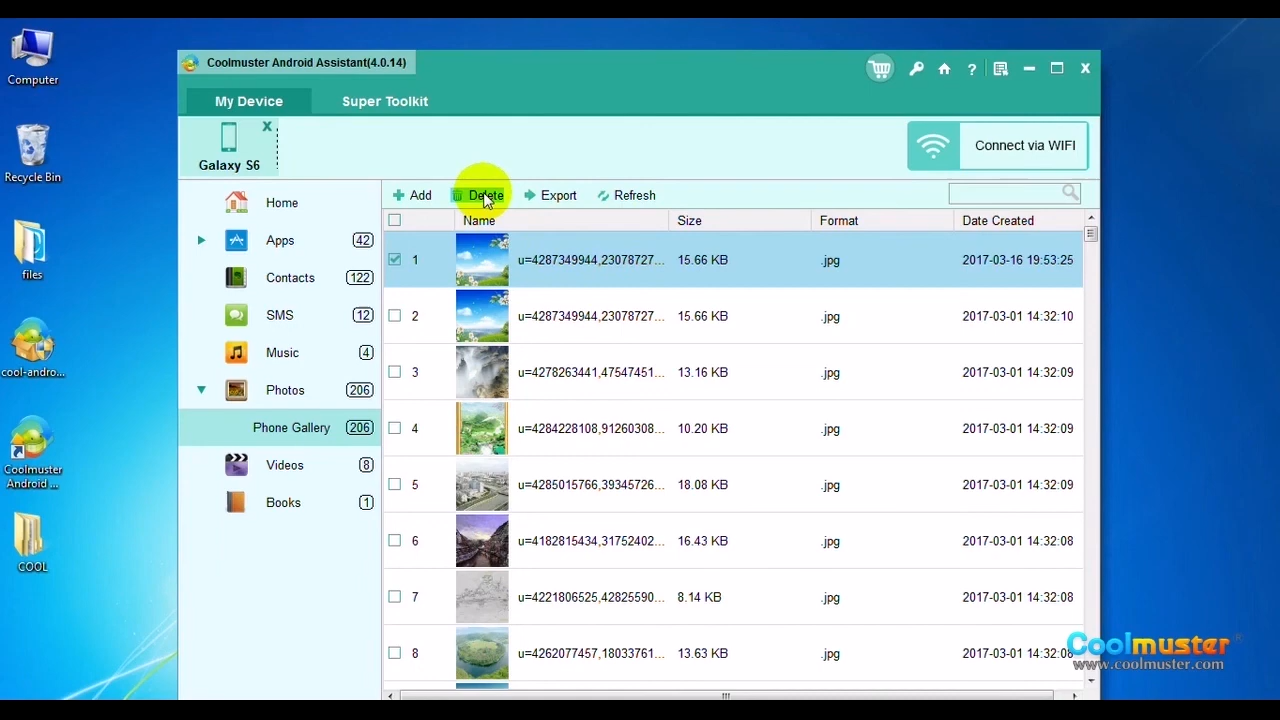 Computer
Recycle Bin
files
cool-andro...
Coolmuster
Android ...
COOL
Coolmuster Android Assistant(4.0.14)
?
My Device
Super Toolkit
X
Galaxy S6
Connect via WIFI
Home
Apps 42
Contacts 122
SMS 12
Music 4
Photos 206
Phone Gallery 206
Videos 8
Books 1
Add Delete Export Refresh
Name Size Format Date Created
1 u=4287349944,23078727... 15.66 KB .jpg 2017-03-16 19:53:25
2 u=4287349944,23078727... 15.66 KB .jpg 2017-03-01 14:32:10
3 u=4278263441,47547451... 13.16 KB .jpg 2017-03-01 14:32:09
4 u=4284228108,91260308... 10.20 KB .jpg 2017-03-01 14:32:09
5 u=4285015766,39345726... 18.08 KB .jpg 2017-03-01 14:32:09
6 u=4182815434,31752402... 16.43 KB .jpg 2017-03-01 14:32:08
7 u=4221806525,42825590... 8.14 KB .jpg 2017-03-01 14:32:08
8 u=4262077457,18033761... 13.63 KB .jpg 2017-03-01 14:32:08
Coolmuster®
www.coolmuster.com